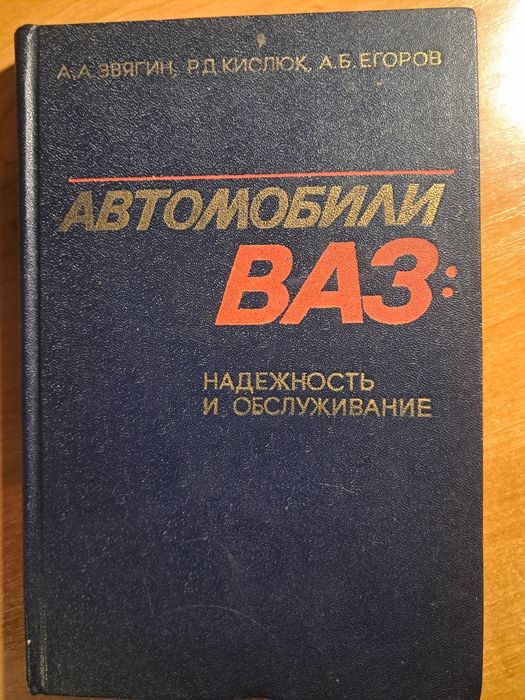 А. А. ЗВЯГИН, Р. Д. КИСЛЮК, А. Б. ЕГОРОВ
АВТОМОБИЛИ
ВАЗ:
НАДЕЖНОСТЬ
И ОБСЛУЖИВАНИЕ